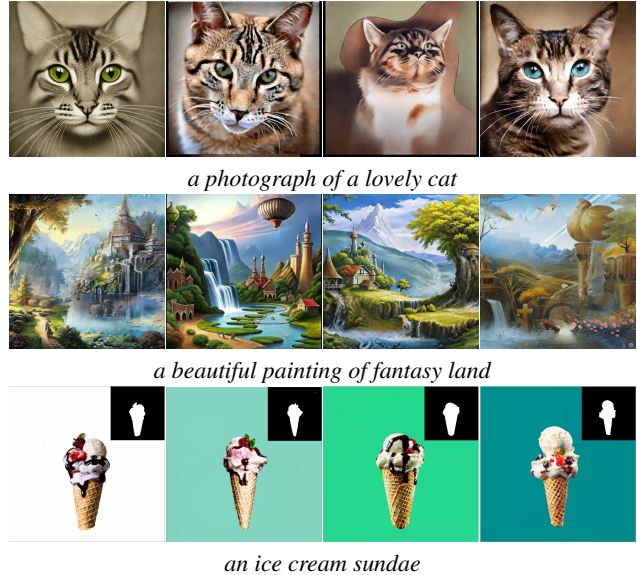 a photograph of a lovely cat
a beautiful painting of fantasy land
an ice cream sundae